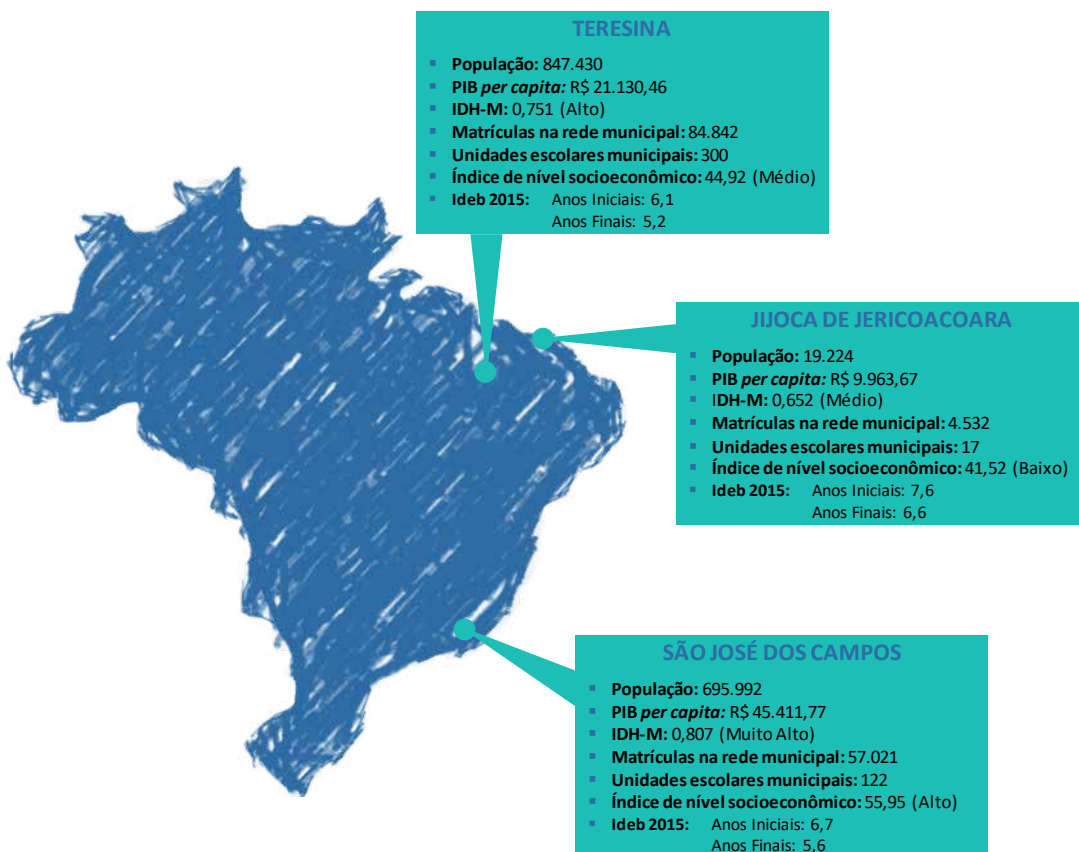 TERESINA
▪ População: 847.430
▪ PIB per capita: R$ 21.130,46
▪ IDH-M: 0,751 (Alto)
▪ Matrículas na rede municipal: 84.842
▪ Unidades escolares municipais: 300
▪ Índice de nível socioeconômico: 44,92 (Médio)
▪ Ideb 2015: Anos Iniciais: 6,1
Anos Finais: 5,2
JIJOCA DE JERICOACOARA
▪ População: 19.224
▪ PIB per capita: R$ 9.963,67
▪ IDH-M: 0,652 (Médio)
▪ Matrículas na rede municipal: 4.532
▪ Unidades escolares municipais: 17
▪ Índice de nível socioeconômico: 41,52 (Baixo)
▪ Ideb 2015: Anos Iniciais: 7,6
Anos Finais: 6,6
SÃO JOSÉ DOS CAMPOS
▪ População: 695.992
▪ PIB per capita: R$ 45.411,77
▪ IDH-M: 0,807 (Muito Alto)
▪ Matrículas na rede municipal: 57.021
▪ Unidades escolares municipais: 122
▪ Índice de nível socioeconômico: 55,95 (Alto)
▪ Ideb 2015: Anos Iniciais: 6,7
Anos Finais: 5,6